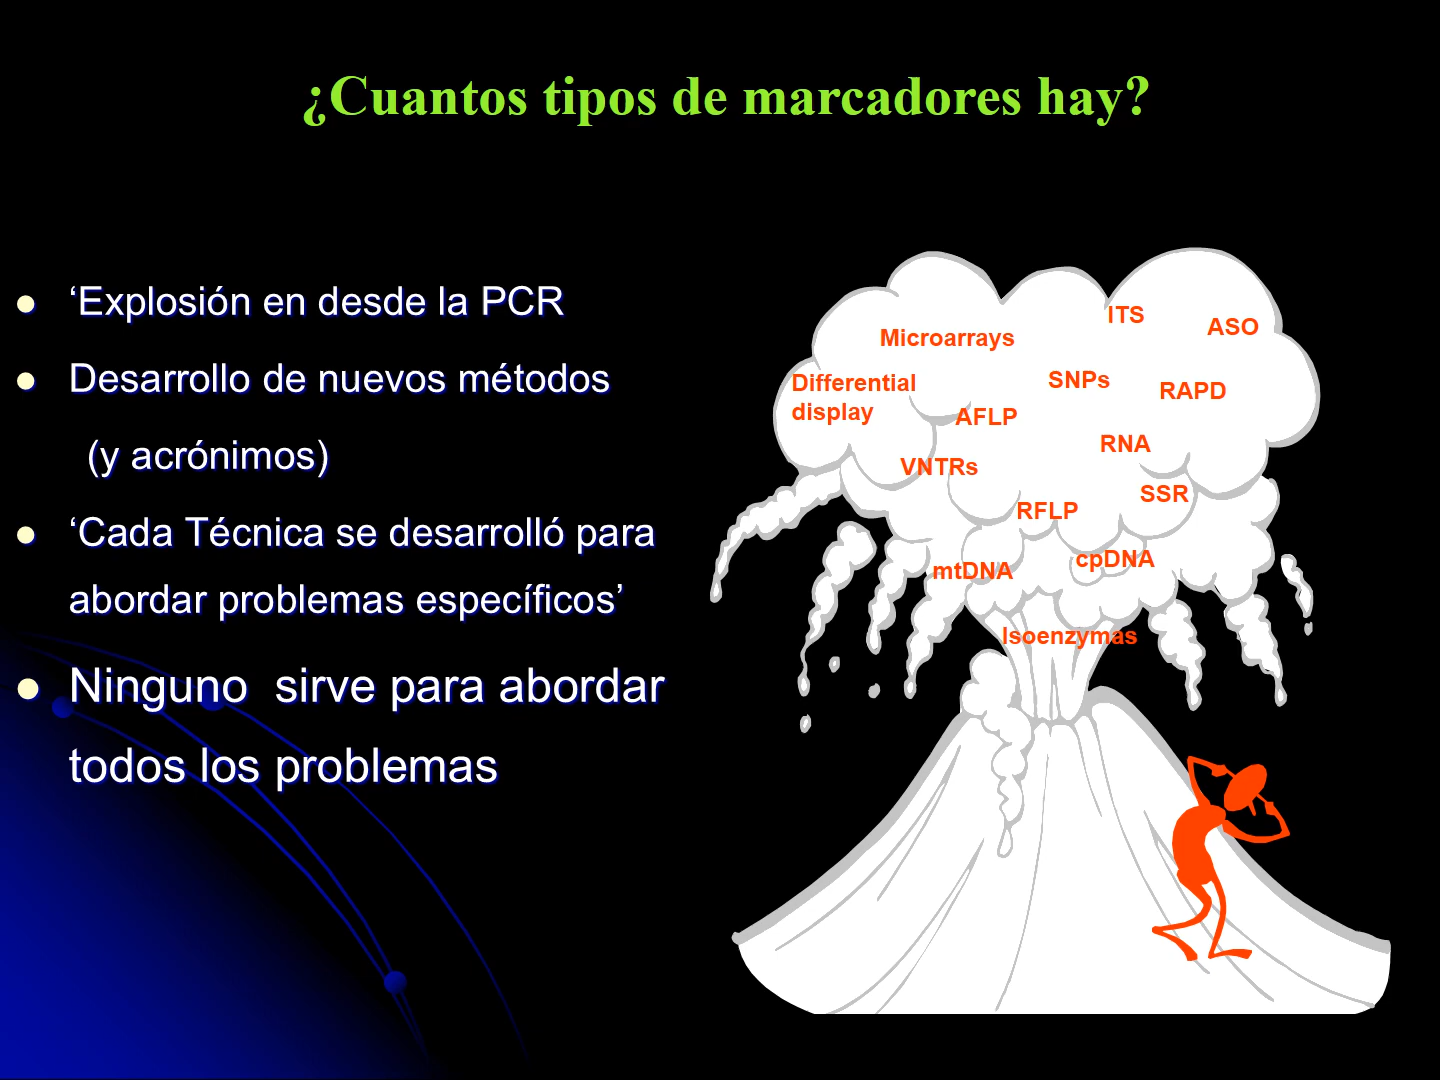 ¿Cuantos tipos de marcadores hay?
‘Explosión en desde la PCR
Desarrollo de nuevos métodos
(y acrónimos)
‘Cada Técnica se desarrolló para
abordar problemas específicos’
Ninguno sirve para abordar
todos los problemas
ITS
ASO
Microarrays
SNPs
RAPD
Differential
display
AFLP
RNA
VNTRs
SSR
RFLP
cpDNA
mtDNA
Isoenzymas